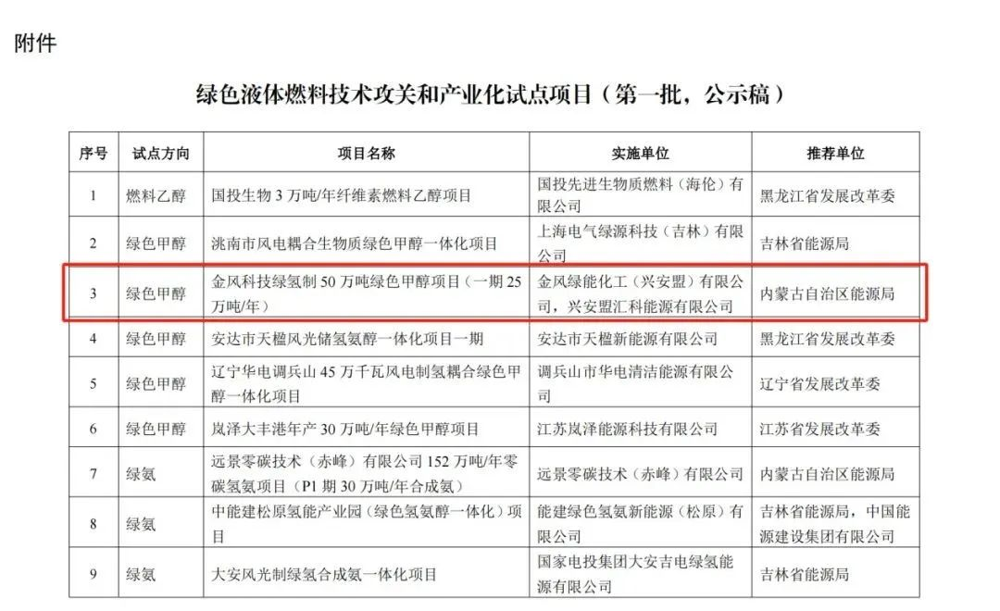 附件
绿色液体燃料技术攻关和产业化试点项目（第一批，公示稿）
序号 试点方向 项目名称 实施单位 推荐单位
1 燃料乙醇 国投生物 3 万吨/年纤维素燃料乙醇项目 国投先进生物质燃料（海伦）有
限公司 黑龙江省发展改革委
2 绿色甲醇 洮南市风电耦合生物质绿色甲醇一体化项目 上海电气绿源科技（吉林）有限
公司 吉林省能源局
3 绿色甲醇 金风科技绿氢制 50 万吨绿色甲醇项目（一期 25
万吨/年） 金风绿能化工（兴安盟）有限公
司，兴安盟汇科能源有限公司 内蒙古自治区能源局
4 绿色甲醇 安达市天楹风光储氢氨醇一体化项目一期 安达市天楹新能源有限公司 黑龙江省发展改革委
5 绿色甲醇 辽宁华电调兵山 45 万千瓦风电制氢耦合绿色甲
醇一体化项目 调兵山市华电清洁能源有限公
司 辽宁省发展改革委
6 绿色甲醇 岚泽大丰港年产 30 万吨/年绿色甲醇项目 江苏岚泽能源科技有限公司 江苏省发展改革委
7 绿氨 远景零碳技术（赤峰）有限公司 152 万吨/年零
碳氢氨项目（P1 期 30 万吨/年合成氨） 远景零碳技术（赤峰）有限公司 内蒙古自治区能源局
8 绿氨 中能建松原氢能产业园（绿色氢氨醇一体化）项
目 能建绿色氢氨新能源（松原）有
限公司 吉林省能源局，中国能
源建设集团有限公司
9 绿氨 大安风光制绿氢合成氨一体化项目 国家电投集团大安吉电绿氢能
源有限公司 吉林省能源局